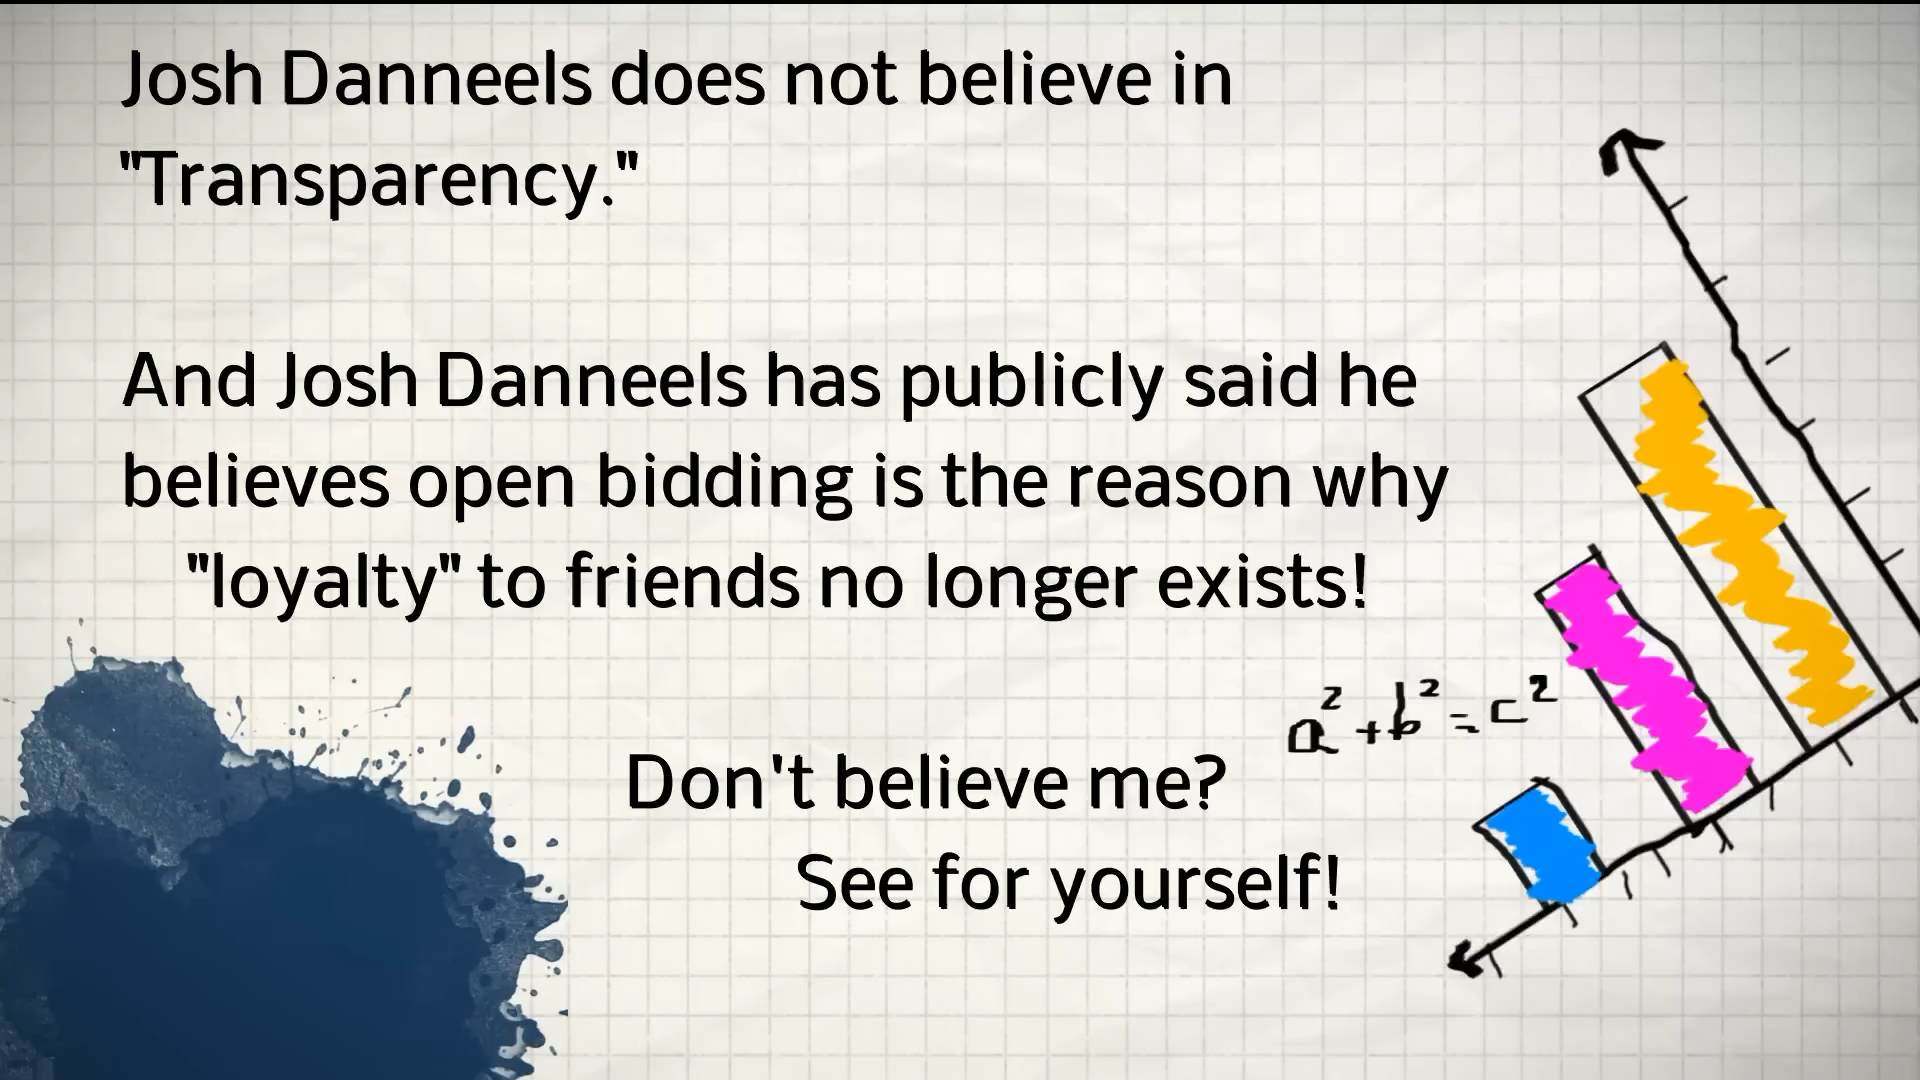 Josh Danneels does not believe in
"Transparency."
And Josh Danneels has publicly said he
believes open bidding is the reason why
"loyalty" to friends no longer exists!
a² + b² = c²
Don't believe me?
See for yourself!